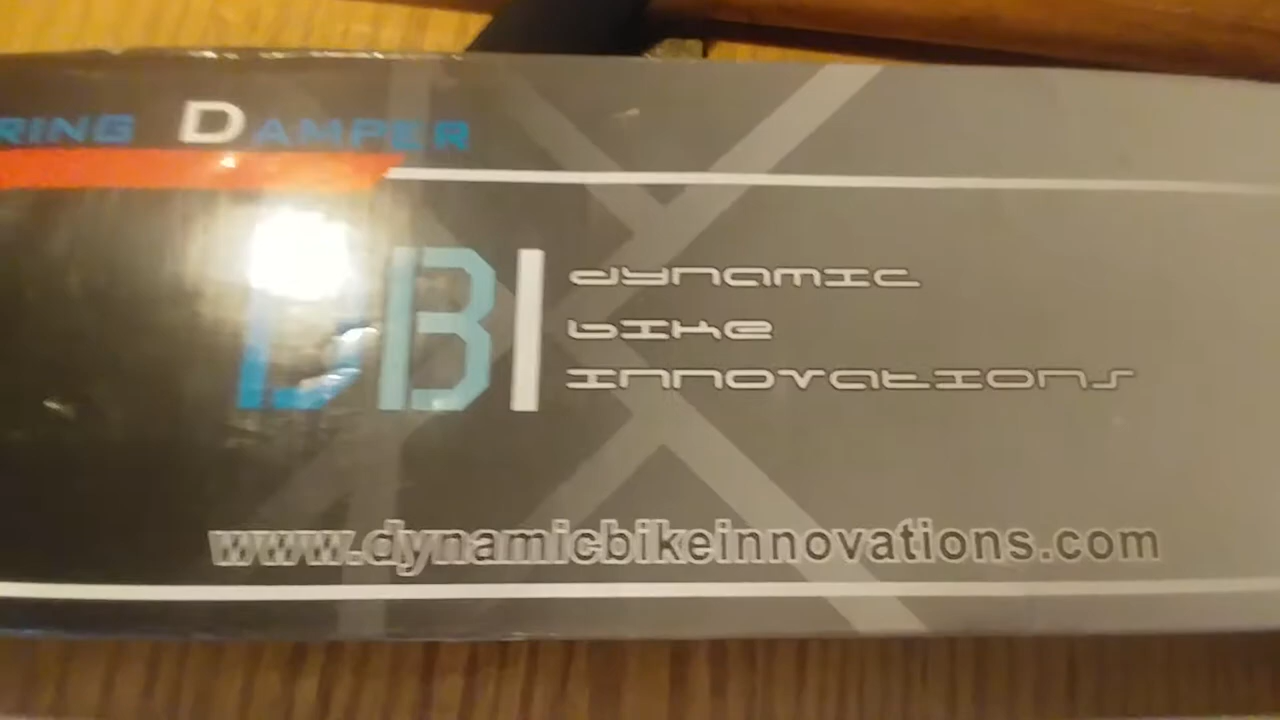 RING DAMPER
DBI
dynamic
bike
innovations
www.dynamicbikeinnovations.com